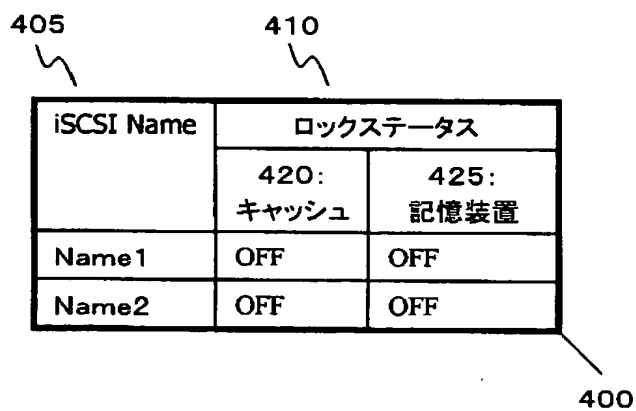 405 410
iSCSI Name ロックステータス
420: 425:
キャッシュ 記憶装置
Name1 OFF OFF
Name2 OFF OFF
400